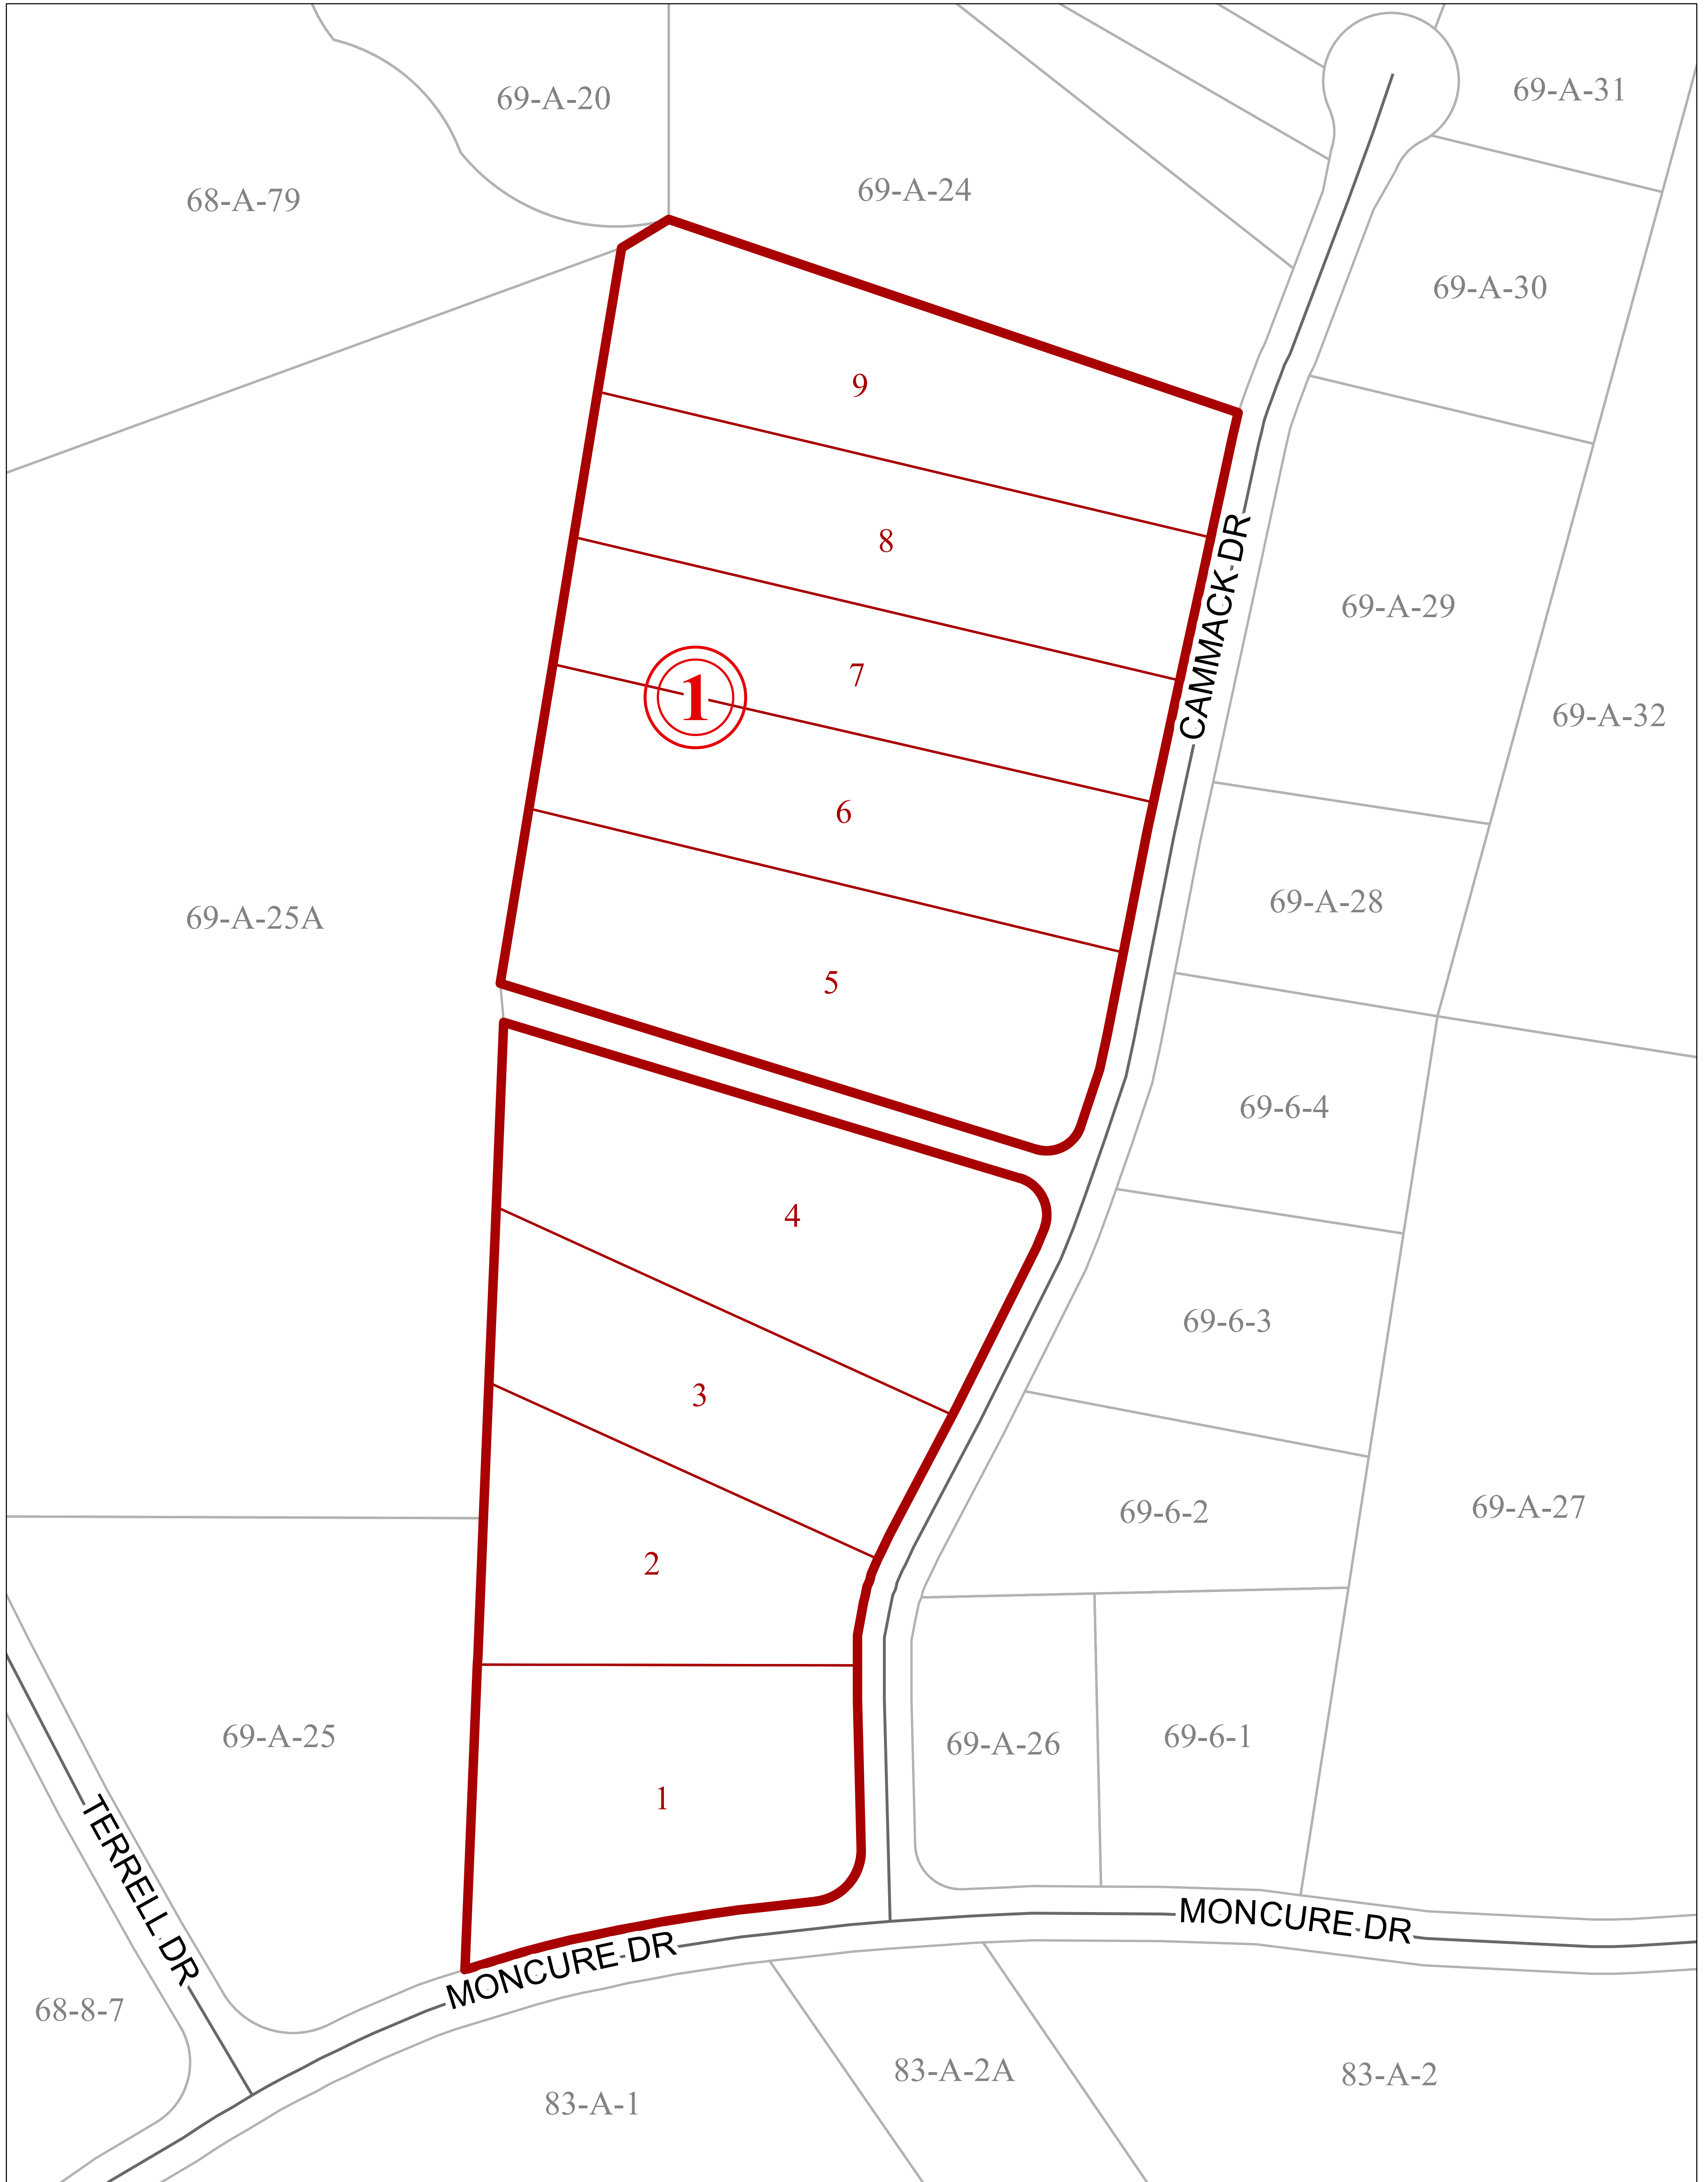 69-A-31
69-A-20
69-A-24
68-A-79
69-A-30
9
8
CAMMACK DR
69-A-29
7
1
69-A-32
6
69-A-28
69-A-25A
5
69-6-4
4
69-6-3
3
69-A-27
69-6-2
2
69-A-25
69-A-26
69-6-1
1
TERRELL DR
MONCURE DR
MONCURE DR
68-8-7
83-A-2A
83-A-2
83-A-1